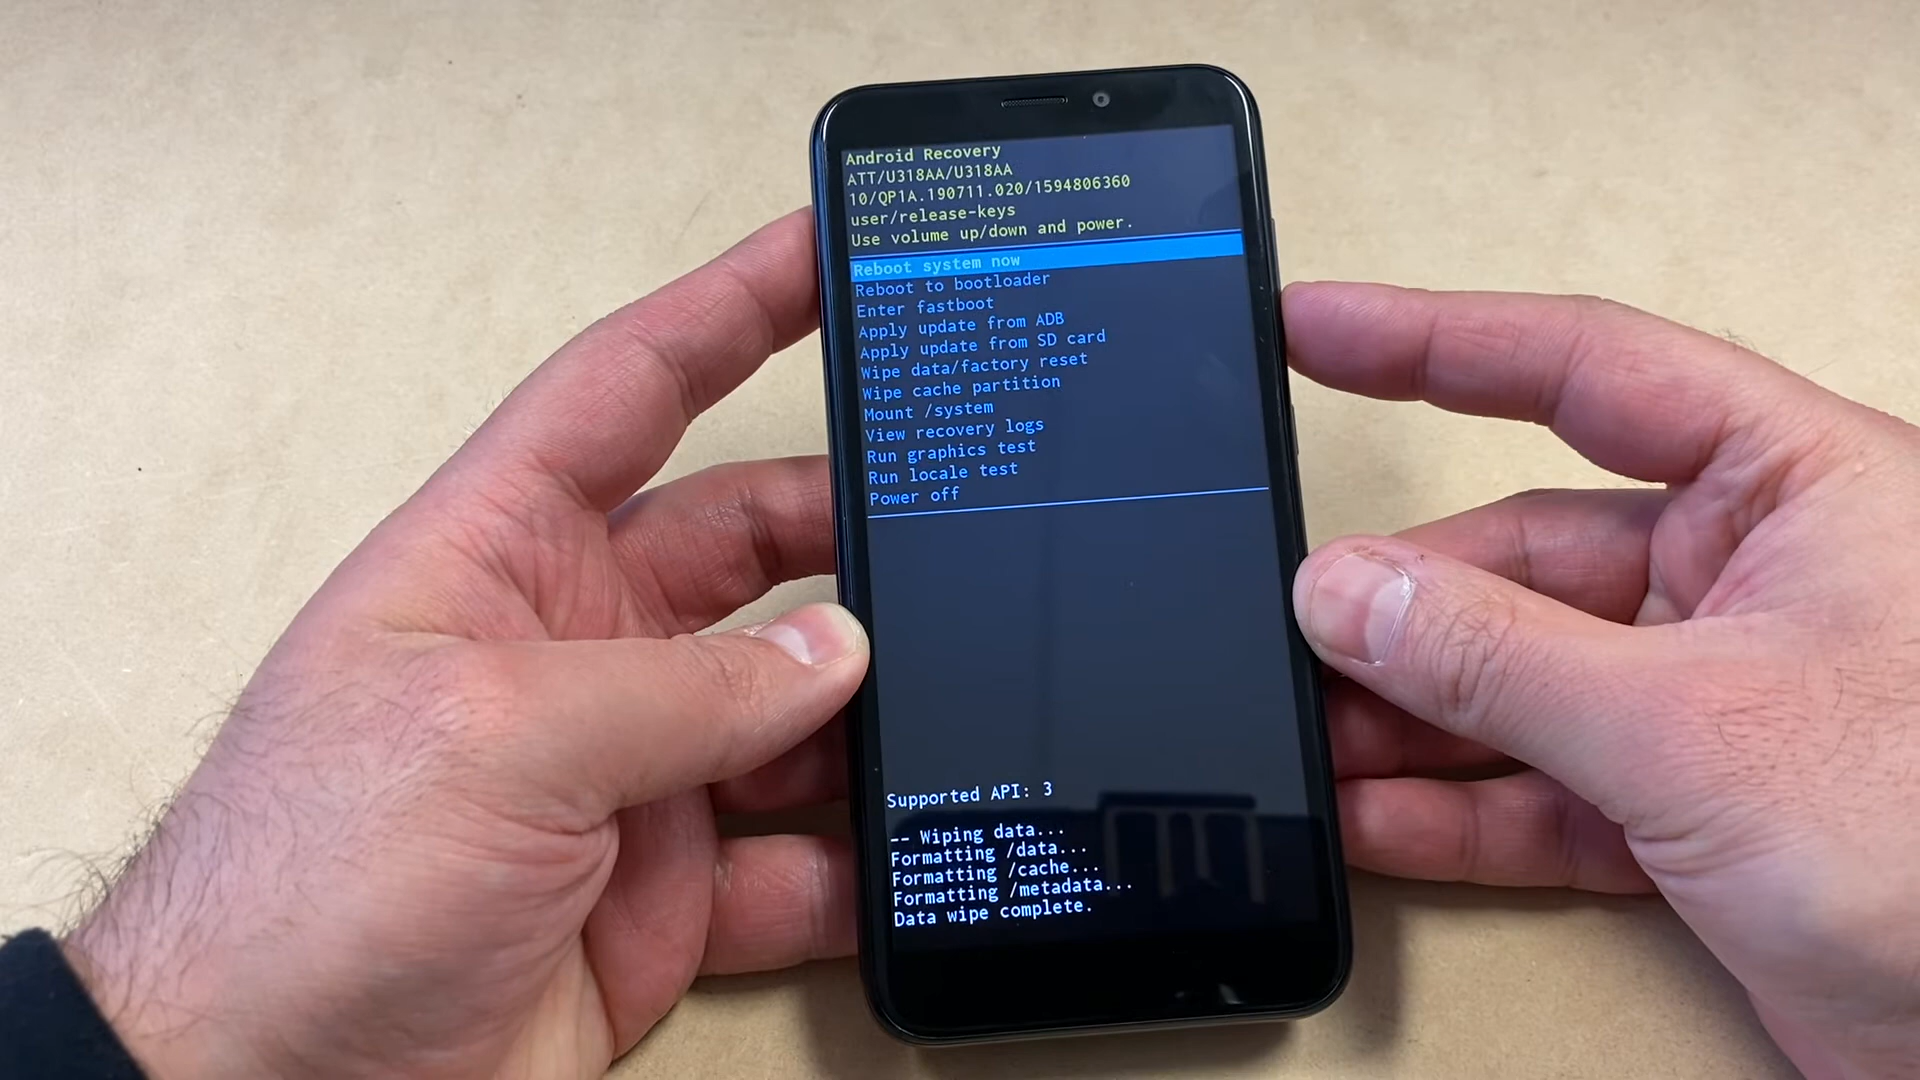 Android Recovery
ATT/U318AA/U318AA
10/QP1A.190711.020/1594806360
user/release-keys
Use volume up/down and power.
Reboot system now
Reboot to bootloader
Enter fastboot
Apply update from ADB
Apply update from SD card
Wipe data/factory reset
Wipe cache partition
Mount /system
View recovery logs
Run graphics test
Run locale test
Power off
Supported API: 3
-- Wiping data...
Formatting /data...
Formatting /cache...
Formatting /metadata...
Data wipe complete.